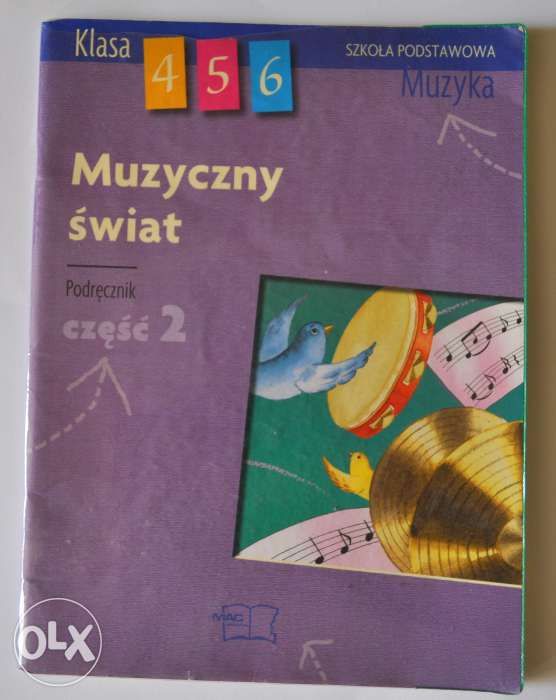 Klasa
4 5 6
SZKOŁA PODSTAWOWA
Muzyka
Muzyczny
świat
Podręcznik
część 2
MAC
OLX